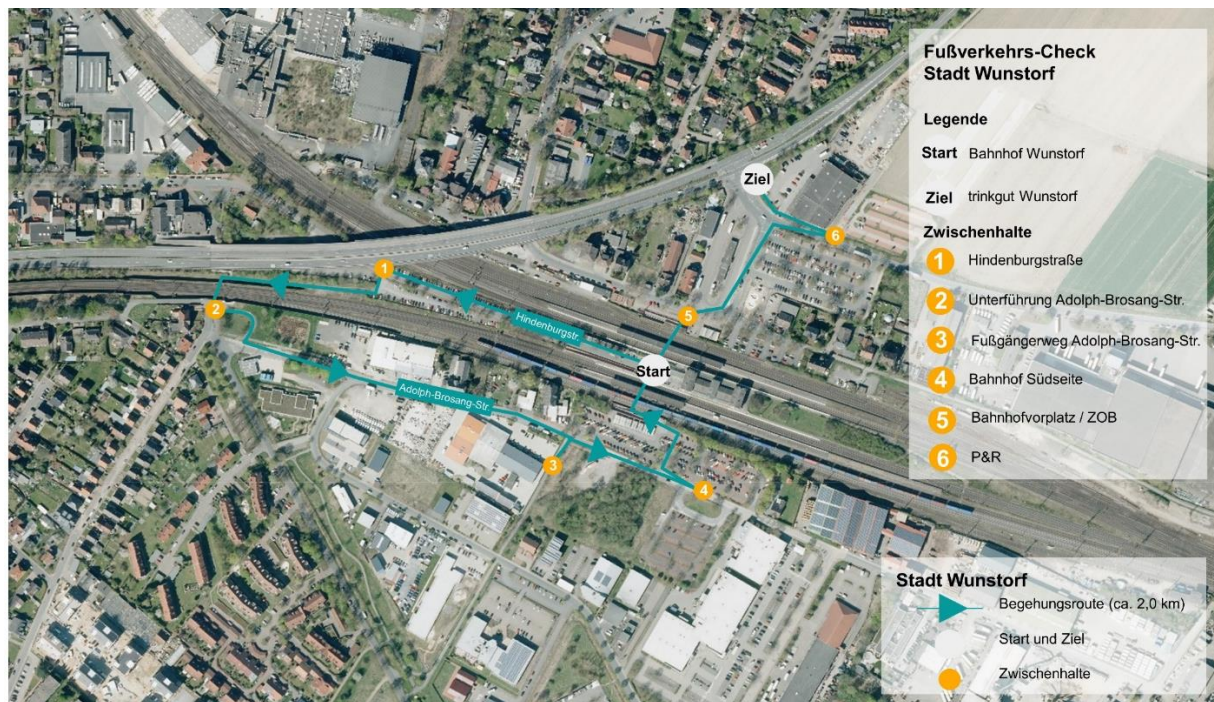 Fußverkehrs-Check
Stadt Wunstorf
Legende
Start Bahnhof Wunstorf
Ziel trinkgut Wunstorf
Zwischenhalte
1 Hindenburgstraße
2 Unterführung Adolph-Brosang-Str.
3 Fußgängerweg Adolph-Brosang-Str.
4 Bahnhof Südseite
5 Bahnhofvorplatz / ZOB
6 P&R
Ziel
6
1
2
5
Hindenburgstr.
Start
Adolph-Brosang-Str.
3
4
Stadt Wunstorf
Begehungsroute (ca. 2,0 km)
Start und Ziel
Zwischenhalte